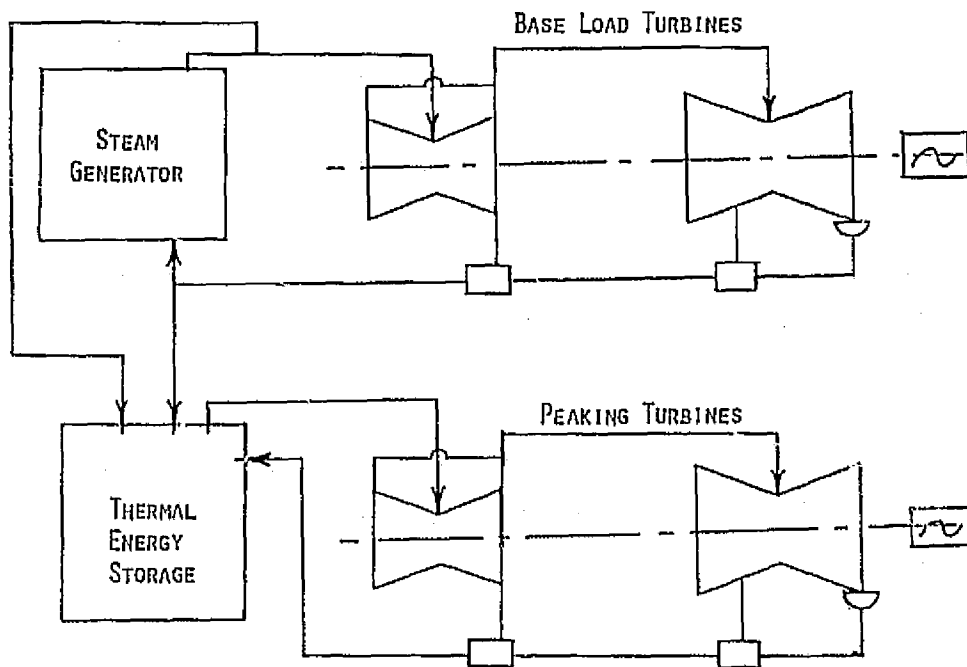 BASE LOAD TURBINES
STEAM
GENERATOR
PEAKING TURBINES
THERMAL
ENERGY
STORAGE